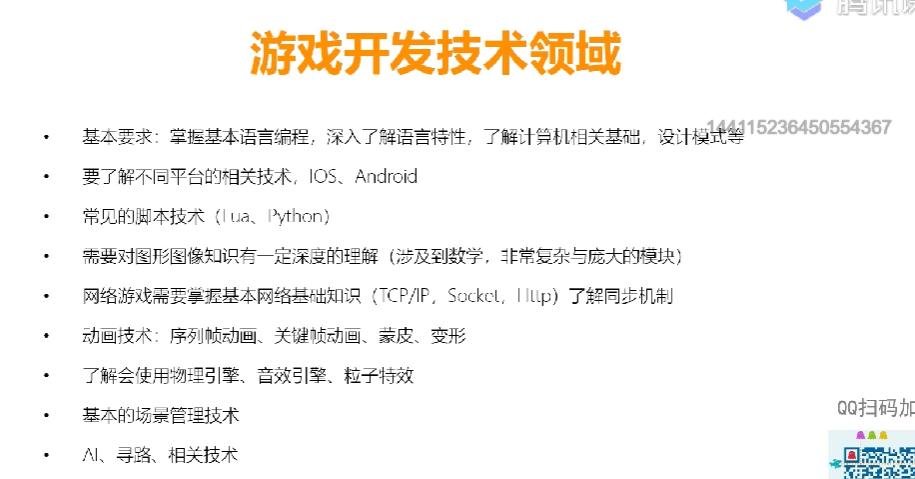 腾讯课
游戏开发技术领域
144115236450554367
• 基本要求：掌握基本语言编程，深入了解语言特性，了解计算机相关基础，设计模式等
• 要了解不同平台的相关技术，IOS、Android
• 常见的脚本技术（Lua、Python）
• 需要对图形图像知识有一定深度的理解（涉及到数学，非常复杂与庞大的模块）
• 网络游戏需要掌握基本网络基础知识（TCP/IP，Socket，Http）了解同步机制
• 动画技术：序列帧动画、关键帧动画、蒙皮、变形
• 了解会使用物理引擎、音效引擎、粒子特效
• 基本的场景管理技术
• AI、寻路、相关技术
QQ扫码加